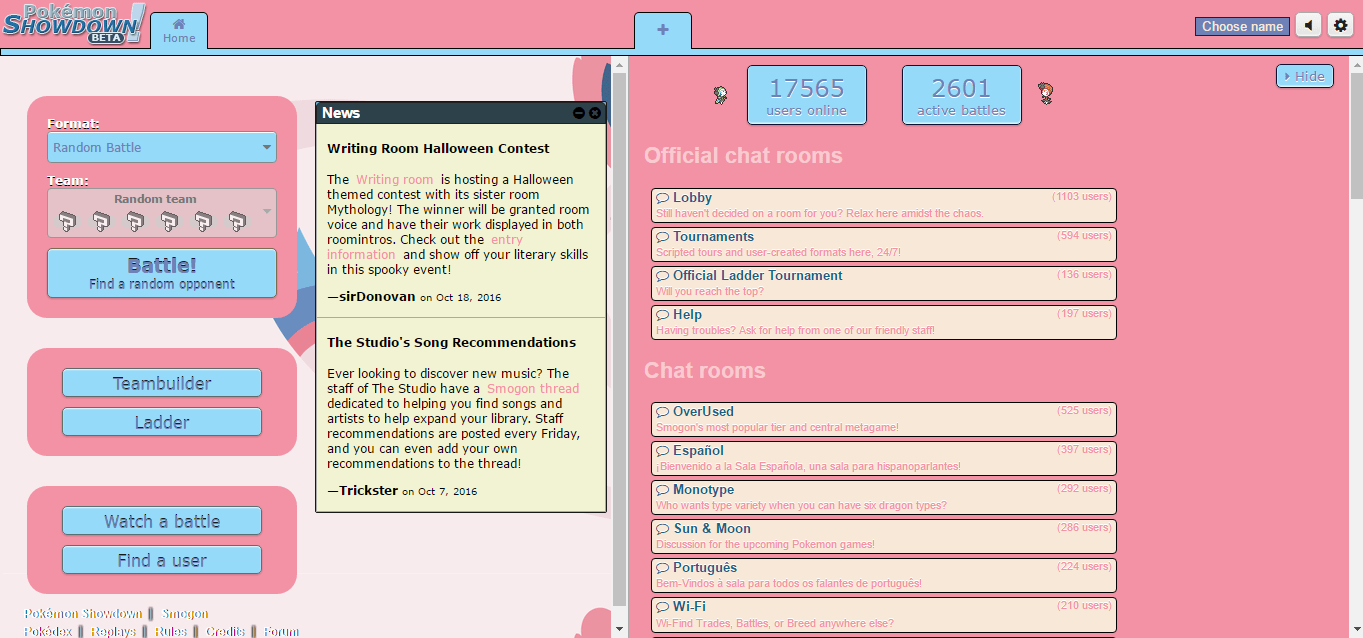 Pokémon
Showdown!
BETA
Home
+
Choose name
Format:
Random Battle
Team:
Random team
? ? ? ? ? ?
Battle!
Find a random opponent
Teambuilder
Ladder
Watch a battle
Find a user
Pokémon Showdown || Smogon
Pokédex || Replays || Rules || Credits || Forum
News
Writing Room Halloween Contest
The Writing room is hosting a Halloween
themed contest with its sister room
Mythology! The winner will be granted room
voice and have their work displayed in both
roomintros. Check out the entry
information and show off your literary skills
in this spooky event!
—sirDonovan on Oct 18, 2016
The Studio's Song Recommendations
Ever looking to discover new music? The
staff of The Studio have a Smogon thread
dedicated to helping you find songs and
artists to help expand your library. Staff
recommendations are posted every Friday,
and you can even add your own
recommendations to the thread!
—Trickster on Oct 7, 2016
17565
users online
2601
active battles
Hide
Official chat rooms
Lobby (1103 users)
Still haven't decided on a room for you? Relax here amidst the chaos.
Tournaments (594 users)
Scripted tours and user-created formats here, 24/7!
Official Ladder Tournament (136 users)
Will you reach the top?
Help (197 users)
Having troubles? Ask for help from one of our friendly staff!
Chat rooms
OverUsed (525 users)
Smogon's most popular tier and central metagame!
Español (397 users)
¡Bienvenido a la Sala Española, una sala para hispanoparlantes!
Monotype (292 users)
Who wants type variety when you can have six dragon types?
Sun & Moon (286 users)
Discussion for the upcoming Pokemon games!
Português (224 users)
Bem-Vindos à sala para todos os falantes de português!
Wi-Fi (210 users)
Wi-Find Trades, Battles, or Breed anywhere else?